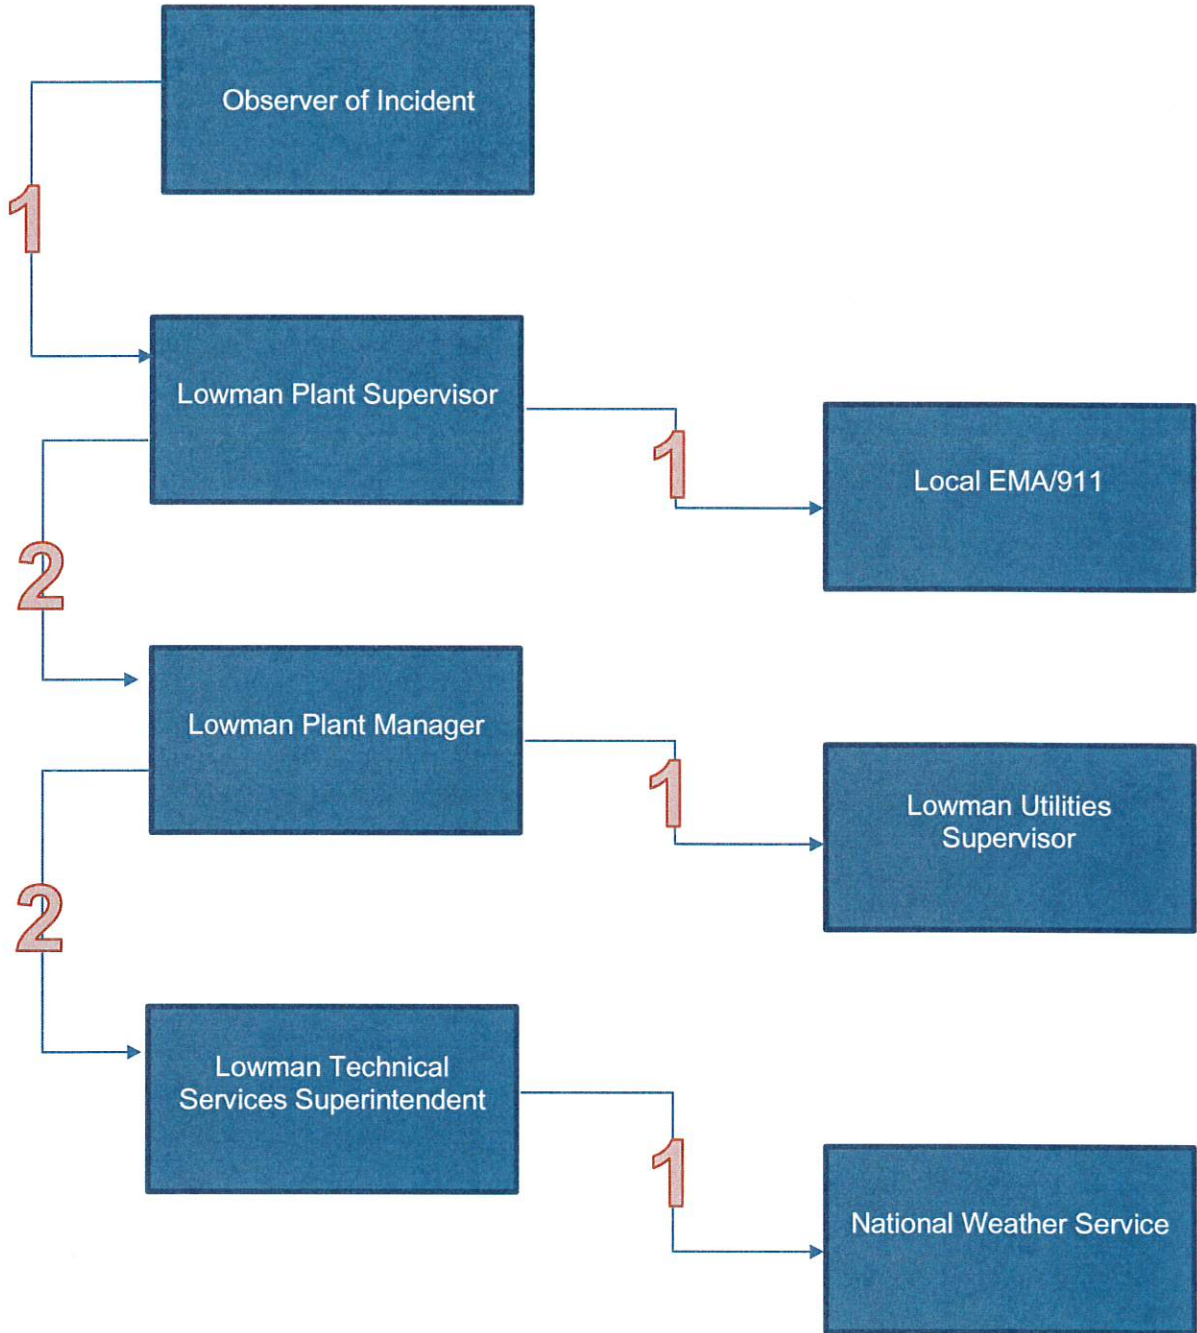 Observer of Incident
1
Lowman Plant Supervisor
1
Local EMA/911
2
Lowman Plant Manager
1
Lowman Utilities
Supervisor
2
Lowman Technical
Services Superintendent
1
National Weather Service